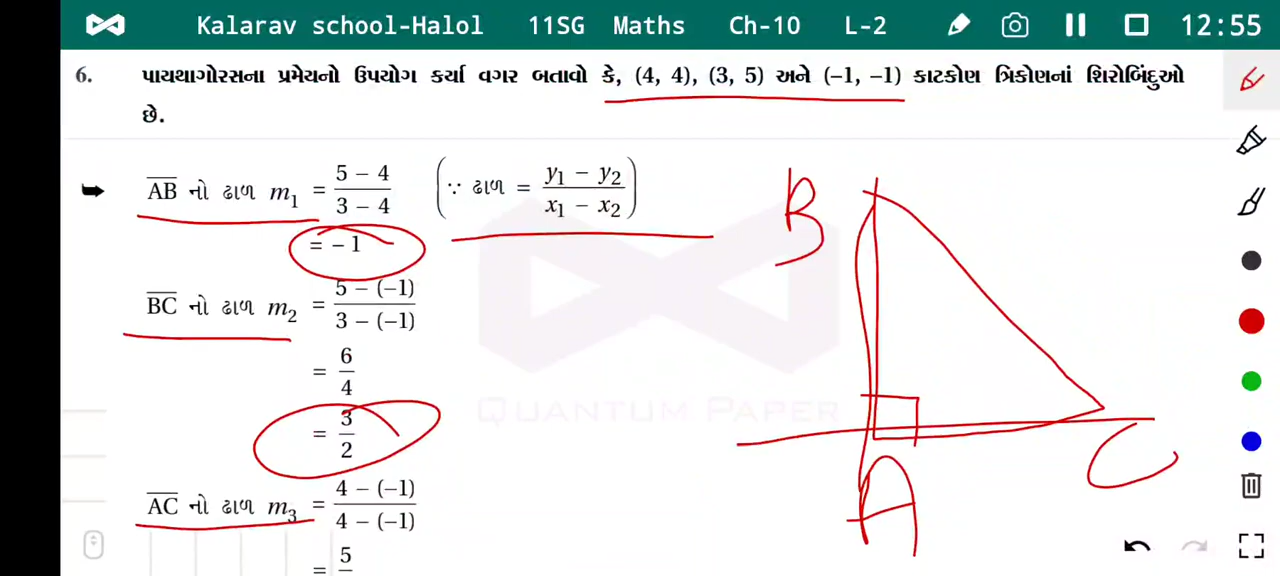 Kalarav school-Halol 11SG Maths Ch-10 L-2 12:55
6. પાયથાગોરસના પ્રમેયનો ઉપયોગ કર્યા વગર બતાવો કે, (4, 4), (3, 5) અને (–1, –1) કાટકોણ ત્રિકોણનાં શિરોબિંદુઓ
છે.
➥ AB નો ઢાળ m₁ = (5 – 4)/(3 – 4) (∵ ઢાળ = (y₁ – y₂)/(x₁ – x₂))
= – 1
BC નો ઢાળ m₂ = (5 – (–1))/(3 – (–1))
= 6/4
= 3/2
AC નો ઢાળ m₃ = (4 – (–1))/(4 – (–1))
= 5/
B
A
C
QUANTUM PAPER